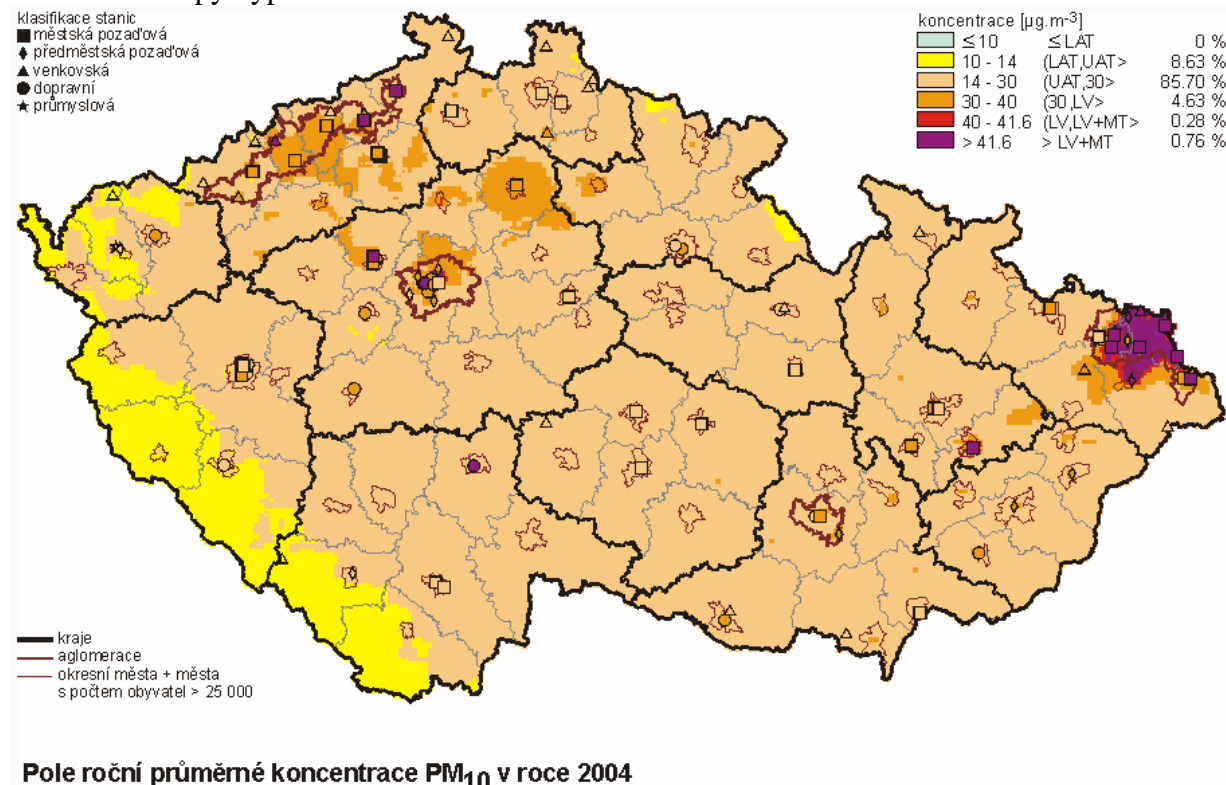 klasifikace stanic
městská pozaďová
předměstská pozaďová
venkovská
dopravní
průmyslová
koncentrace [µg.m-³]
≤ 10 ≤ LAT 0 %
10 - 14 (LAT,UAT> 8.63 %
14 - 30 (UAT,30> 85.70 %
30 - 40 (30,LV> 4.63 %
40 - 41.6 (LV,LV+MT> 0.28 %
> 41.6 > LV+MT 0.76 %
kraje
aglomerace
okresní města + města
s počtem obyvatel > 25 000
Pole roční průměrné koncentrace PM10 v roce 2004